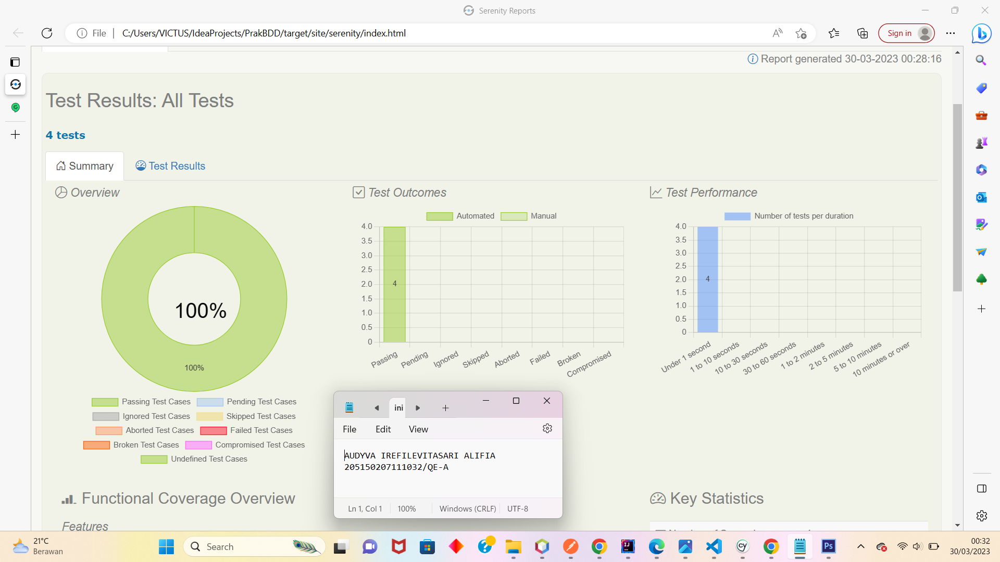 Serenity Reports
File
C:/Users/VICTUS/IdeaProjects/PrakBDD/target/site/serenity/index.html
Sign in
Report generated 30-03-2023 00:28:16
Test Results: All Tests
4 tests
Summary
Test Results
Overview
100%
100%
Passing Test Cases
Pending Test Cases
Ignored Test Cases
Skipped Test Cases
Aborted Test Cases
Failed Test Cases
Broken Test Cases
Compromised Test Cases
Undefined Test Cases
Test Outcomes
Automated
Manual
4.0
3.5
3.0
2.5
2.0
1.5
1.0
0.5
0
4
Passing
Pending
Ignored
Skipped
Aborted
Failed
Broken
Compromised
Test Performance
Number of tests per duration
4.0
3.5
3.0
2.5
2.0
1.5
1.0
0.5
0
4
Under 1 second
1 to 10 seconds
10 to 30 seconds
30 to 60 seconds
1 to 2 minutes
2 to 5 minutes
5 to 10 minutes
10 minutes or over
ini
File Edit View
AUDYVA IREFILEVITASARI ALIFIA
205150207111032/QE-A
Ln 1, Col 1
100%
Windows (CRLF)
UTF-8
Functional Coverage Overview
Features
Key Statistics
21°C
Berawan
Search
IJ
cy
Ps
00:32
30/03/2023